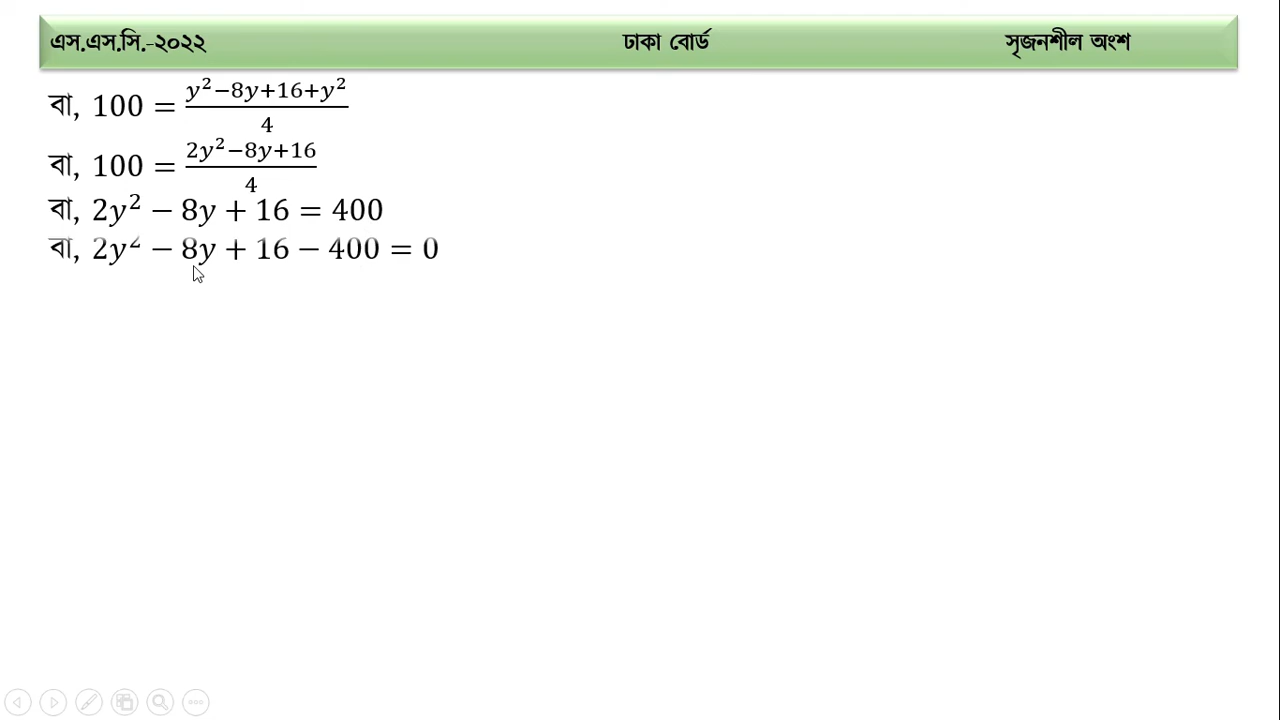 এস.এস.সি.-২০২২ ঢাকা বোর্ড সৃজনশীল অংশ
বা, 100 = (y²−8y+16+y²)/4
বা, 100 = (2y²−8y+16)/4
বা, 2y² − 8y + 16 = 400
বা, 2y² − 8y + 16 − 400 = 0